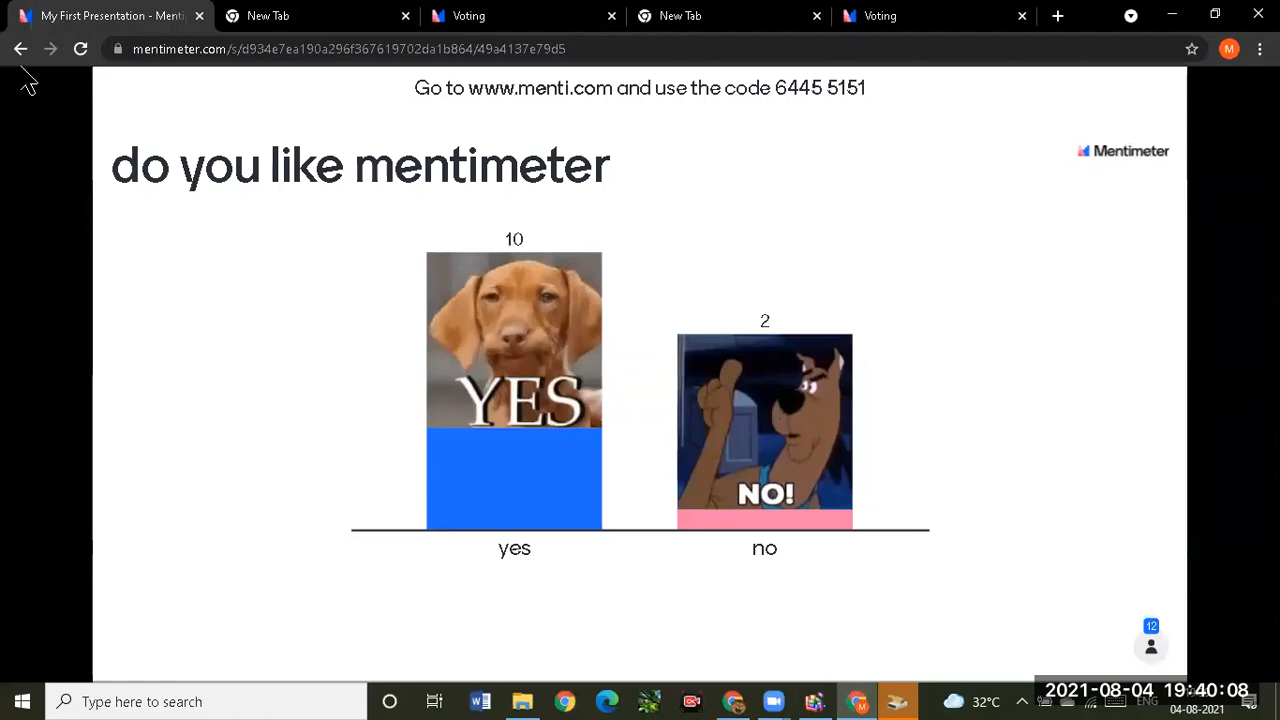 My First Presentation - Menti
New Tab
Voting
New Tab
Voting
mentimeter.com/s/d934e7ea190a296f367619702da1b864/49a4137e79d5
M
Go to www.menti.com and use the code 6445 5151
do you like mentimeter
Mentimeter
10
2
YES
NO!
yes
no
12
Type here to search
32°C
ENG
2021-08-04 19:40:08
04-08-2021